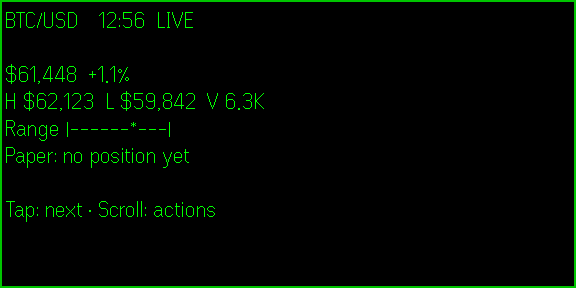 BTC/USD 12:56 LIVE
$61,448 +1.1%
H $62,123 L $59,842 V 6.3K
Range |------*---|
Paper: no position yet
Tap: next · Scroll: actions